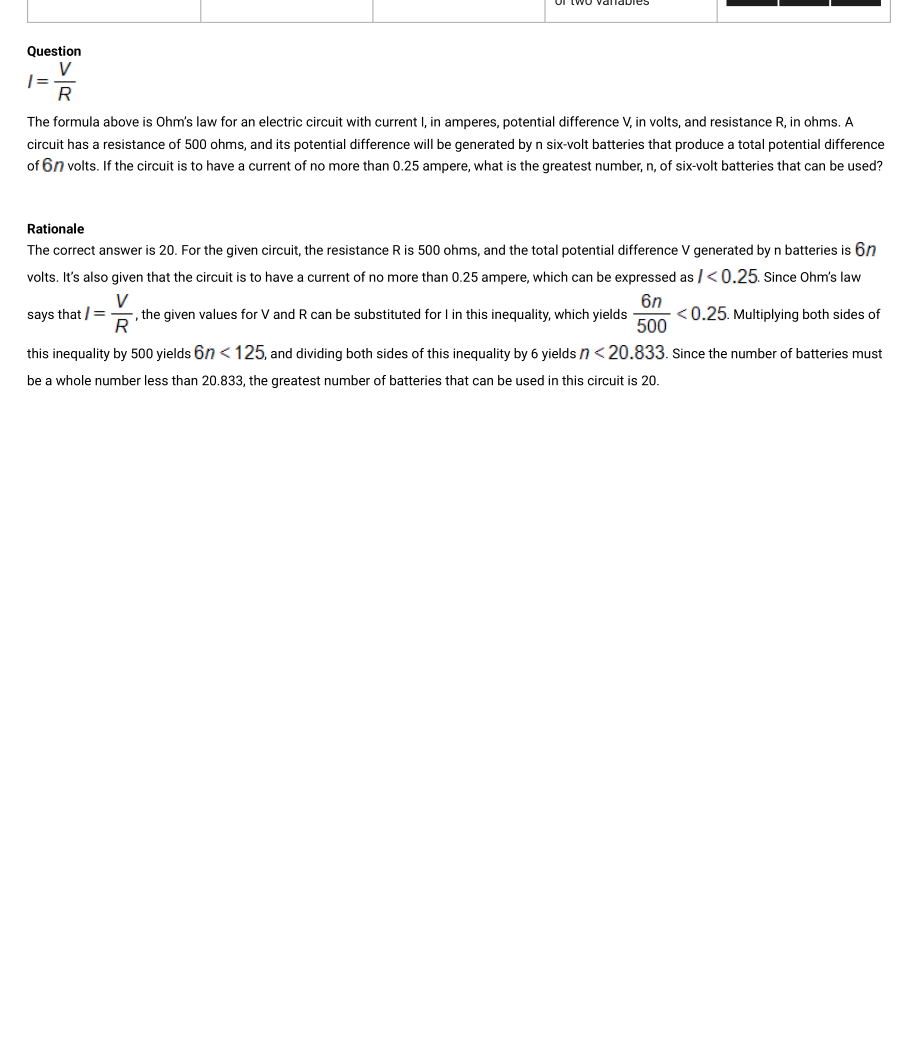 of two variables
Question
I = V/R
The formula above is Ohm's law for an electric circuit with current I, in amperes, potential difference V, in volts, and resistance R, in ohms. A
circuit has a resistance of 500 ohms, and its potential difference will be generated by n six-volt batteries that produce a total potential difference
of 6n volts. If the circuit is to have a current of no more than 0.25 ampere, what is the greatest number, n, of six-volt batteries that can be used?
Rationale
The correct answer is 20. For the given circuit, the resistance R is 500 ohms, and the total potential difference V generated by n batteries is 6n
volts. It's also given that the circuit is to have a current of no more than 0.25 ampere, which can be expressed as I < 0.25. Since Ohm's law
says that I = V/R, the given values for V and R can be substituted for I in this inequality, which yields 6n/500 < 0.25. Multiplying both sides of
this inequality by 500 yields 6n < 125, and dividing both sides of this inequality by 6 yields n < 20.833. Since the number of batteries must
be a whole number less than 20.833, the greatest number of batteries that can be used in this circuit is 20.